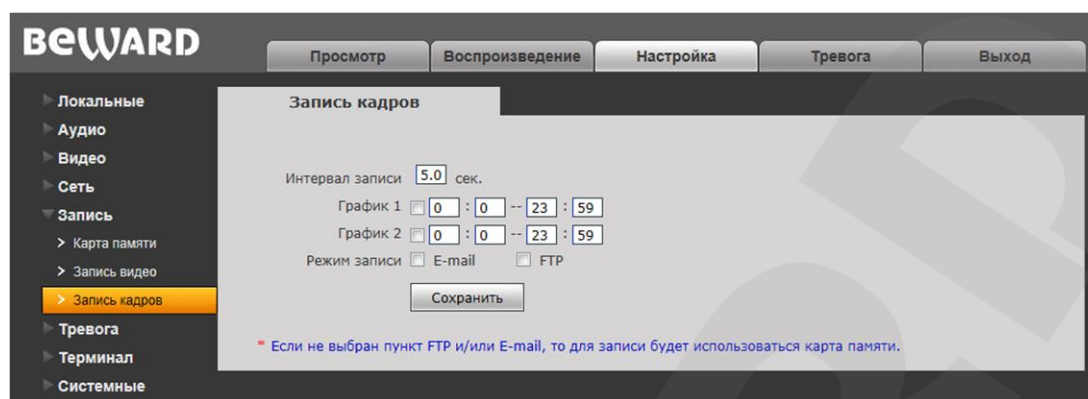 BEWARD
Просмотр Воспроизведение Настройка Тревога Выход
Локальные
Аудио
Видео
Сеть
Запись
Карта памяти
Запись видео
Запись кадров
Тревога
Терминал
Системные
Запись кадров
Интервал записи 5.0 сек.
График 1 0 : 0 -- 23 : 59
График 2 0 : 0 -- 23 : 59
Режим записи E-mail FTP
Сохранить
* Если не выбран пункт FTP и/или E-mail, то для записи будет использоваться карта памяти.